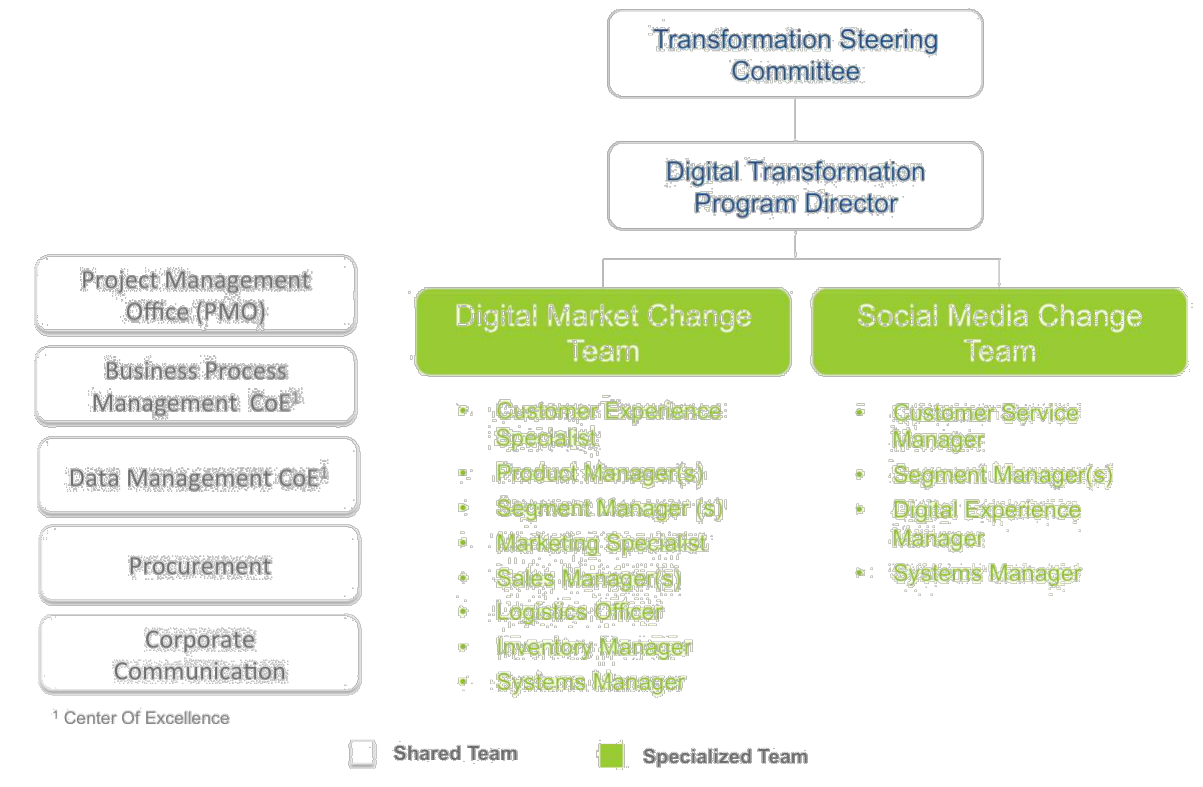 Transformation Steering
Committee
Digital Transformation
Program Director
Project Management
Office (PMO)
Business Process
Management CoE¹
Data Management CoE¹
Procurement
Corporate
Communication
¹ Center Of Excellence
Digital Market Change
Team
• Customer Experience
Specialist
• Product Manager(s)
• Segment Manager (s)
• Marketing Specialist
• Sales Manager(s)
• Logistics Officer
• Inventory Manager
• Systems Manager
Social Media Change
Team
• Customer Service
Manager
• Segment Manager(s)
• Digital Experience
Manager
• Systems Manager
Shared Team
Specialized Team